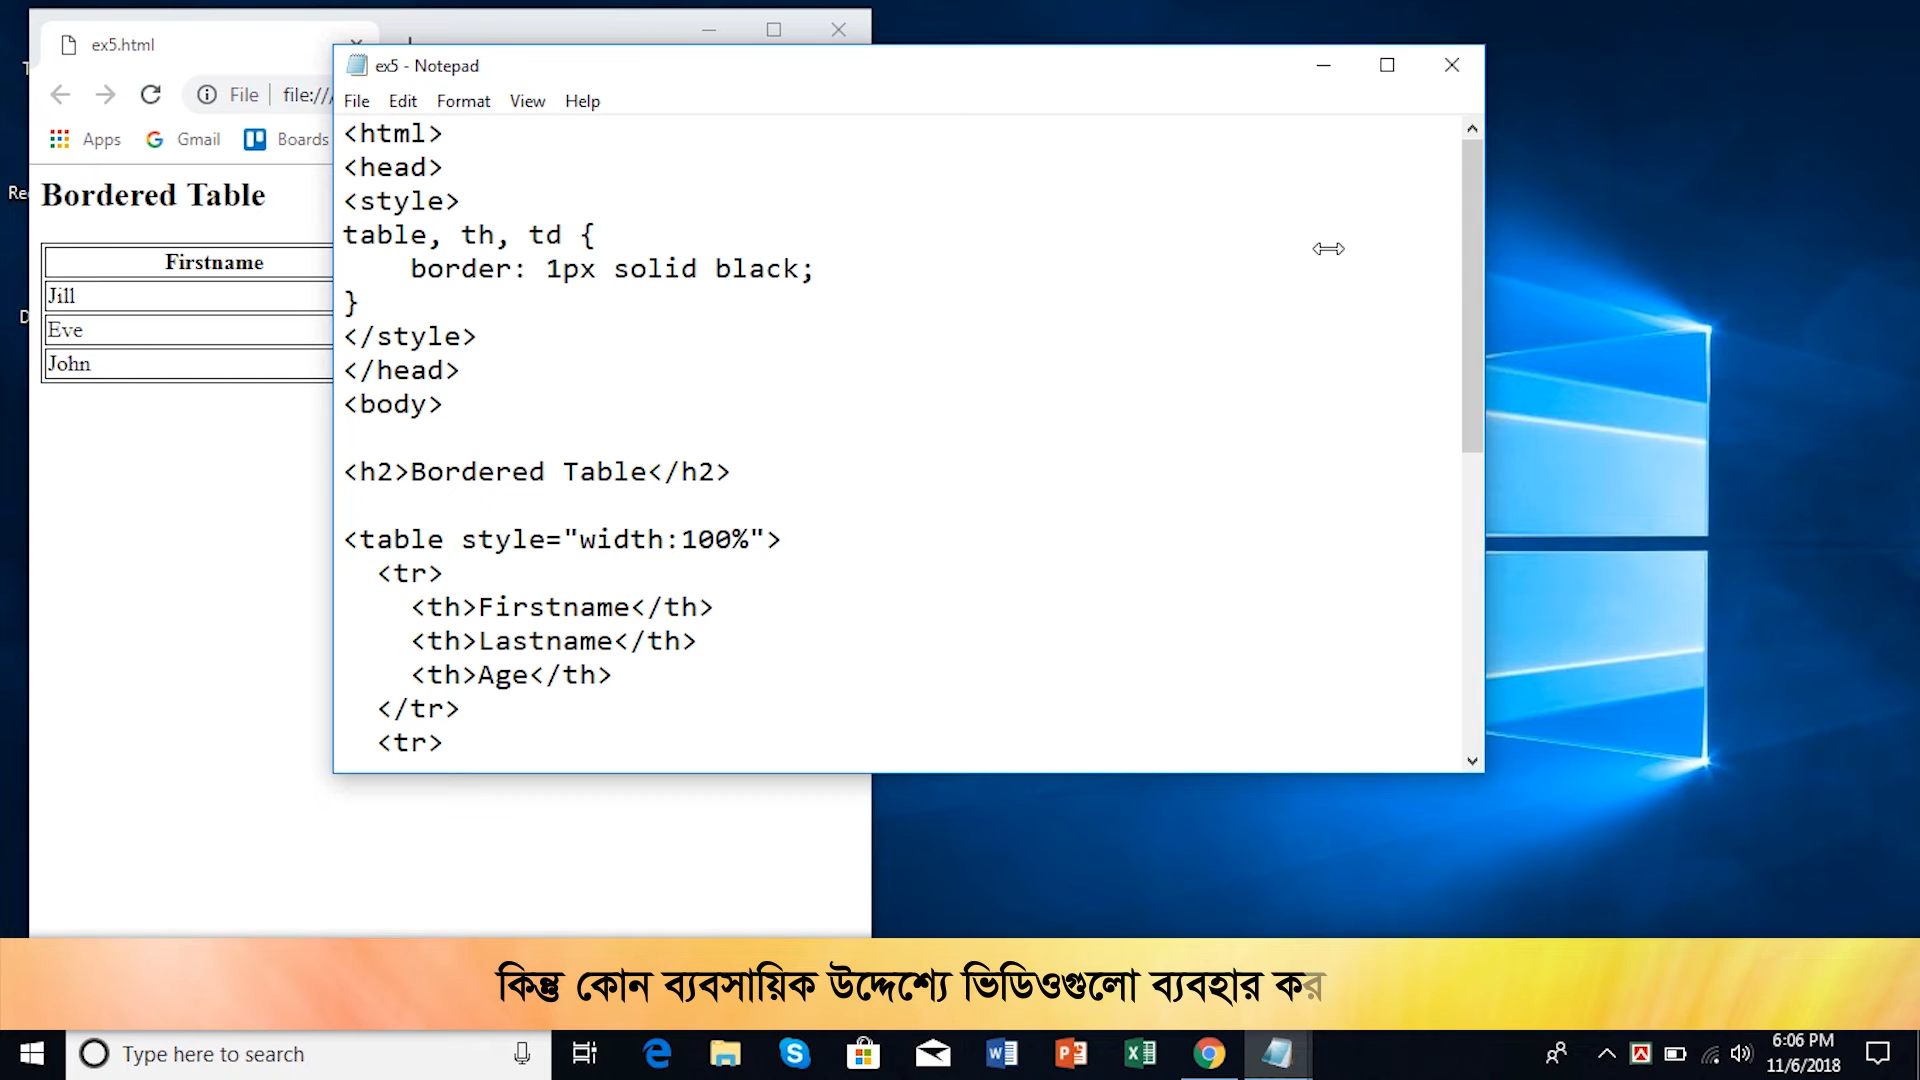 ex5.html
File
file:///
Apps
Gmail
Boards
Bordered Table
Firstname
Jill
Eve
John
ex5 - Notepad
File Edit Format View Help
<html>
<head>
<style>
table, th, td {
    border: 1px solid black;
}
</style>
</head>
<body>
<h2>Bordered Table</h2>
<table style="width:100%">
  <tr>
    <th>Firstname</th>
    <th>Lastname</th>
    <th>Age</th>
  </tr>
  <tr>
কিন্তু কোন ব্যবসায়িক উদ্দেশ্যে ভিডিওগুলো ব্যবহার কর
Type here to search
6:06 PM
11/6/2018